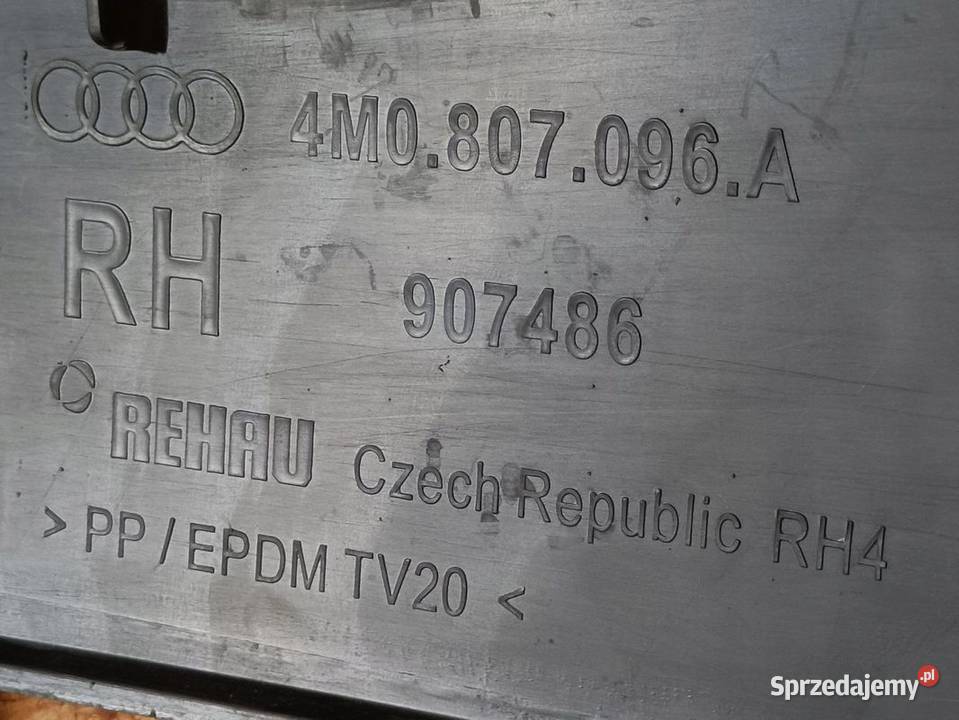 4M0.807.096.A
RH 907486
REHAU Czech Republic RH4
> PP / EPDM TV20 <
Sprzedajemy.pl